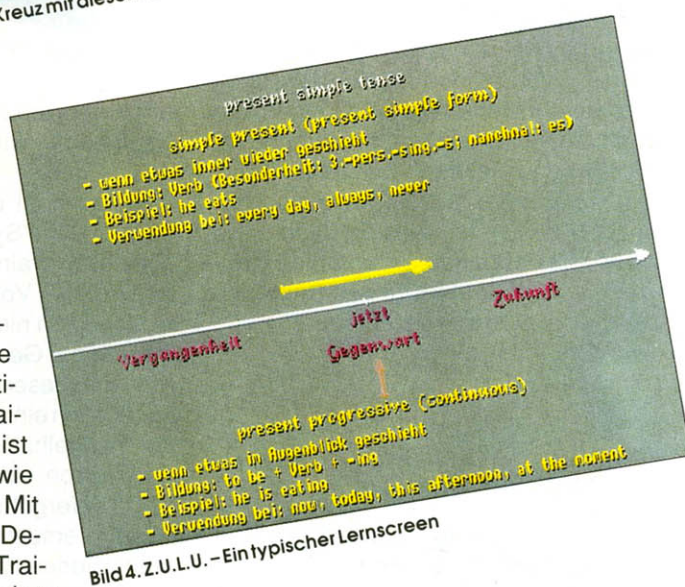 Kreuz mit diese
present simple tense
simple present (present simple form)
- wenn etwas immer wieder geschieht
- Bildung: Verb (Besonderheit: 3.-pers.-sing.-s; manchmal: es)
- Beispiel: he eats
- Verwendung bei: every day, always, never
Vergangenheit
jetzt
Gegenwart
Zukunft
present progressive (continuous)
- wenn etwas in Augenblick geschieht
- Bildung: to be + Verb + -ing
- Beispiel: he is eating
- Verwendung bei: now, today, this afternoon, at the moment
Bild 4. Z.U.L.U. – Ein typischer Lernscreen
-
e
ti-
ai-
ist
wie
Mit
De-
Trai-